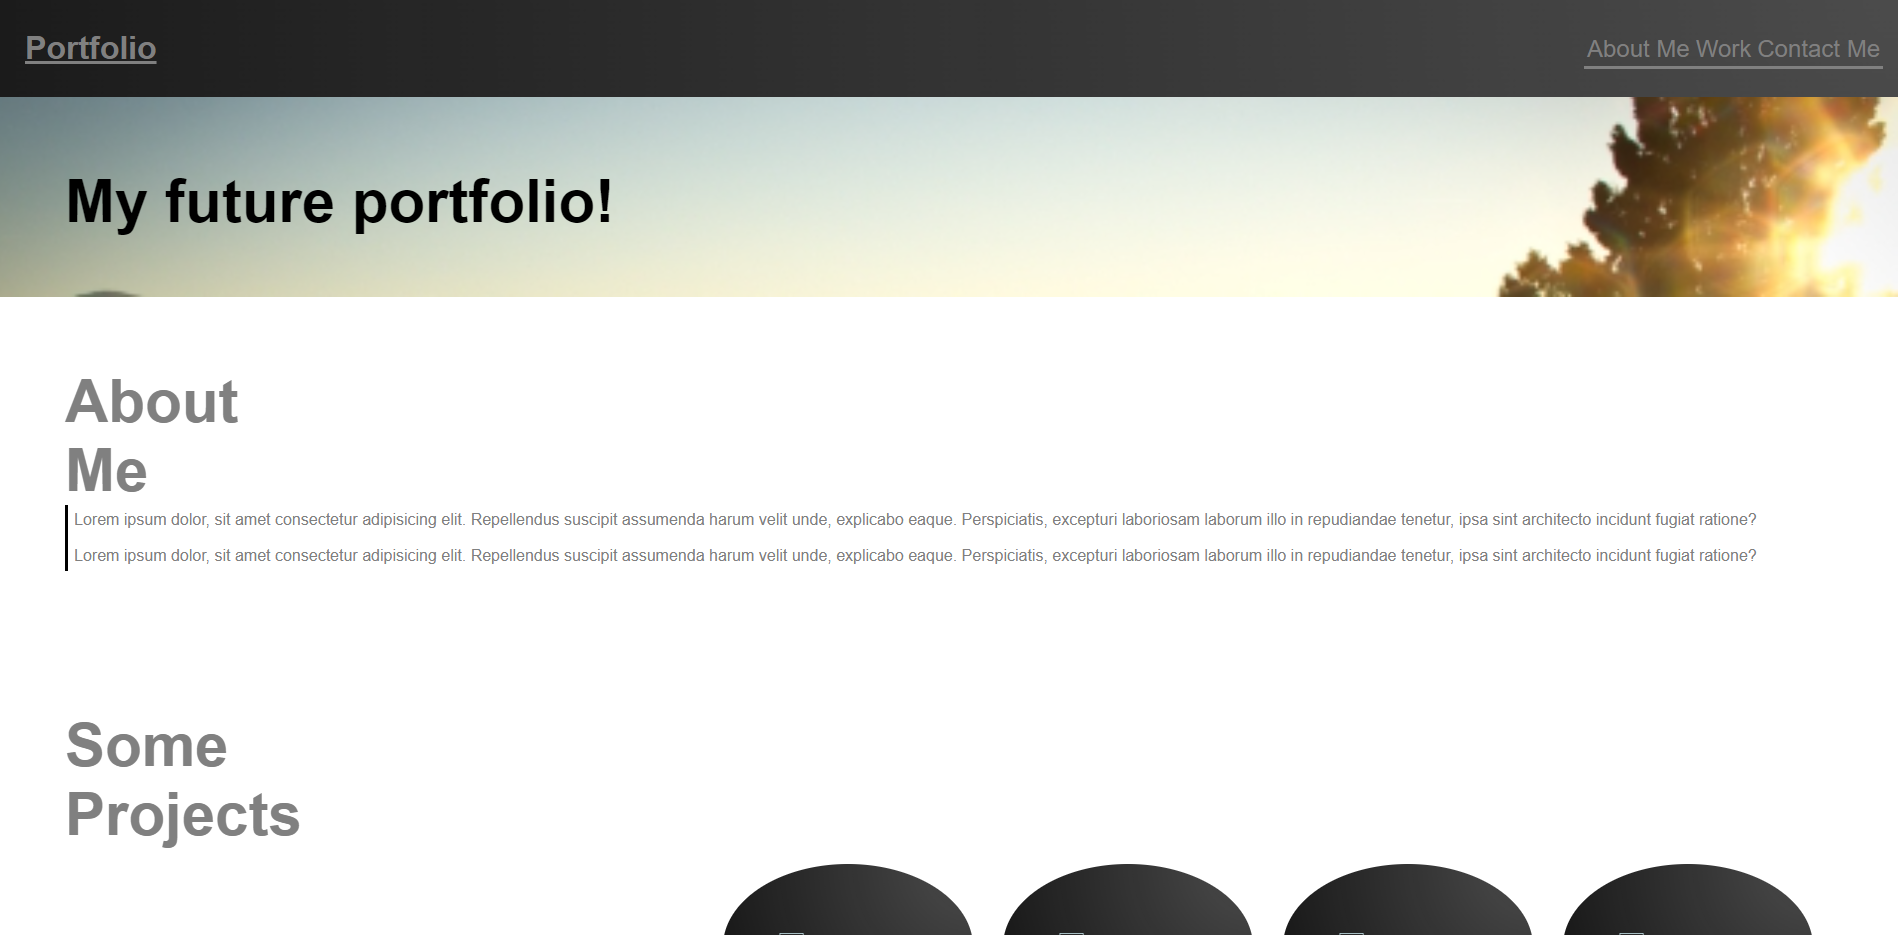 Portfolio
About Me Work Contact Me
My future portfolio!
About
Me
Lorem ipsum dolor, sit amet consectetur adipisicing elit. Repellendus suscipit assumenda harum velit unde, explicabo eaque. Perspiciatis, excepturi laboriosam laborum illo in repudiandae tenetur, ipsa sint architecto incidunt fugiat ratione?
Lorem ipsum dolor, sit amet consectetur adipisicing elit. Repellendus suscipit assumenda harum velit unde, explicabo eaque. Perspiciatis, excepturi laboriosam laborum illo in repudiandae tenetur, ipsa sint architecto incidunt fugiat ratione?
Some
Projects